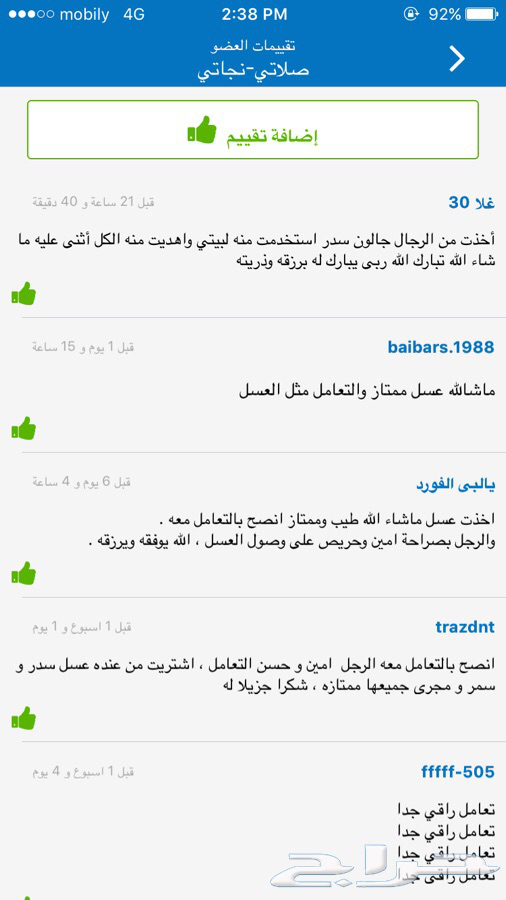 mobily 4G 2:38 PM 92%
تقييمات العضو
صلاتي-نجاتي
إضافة تقييم
غلا 30 قبل 21 ساعة و 40 دقيقة
أخذت من الرجال جالون سدر استخدمت منه لبيتي واهديت منه الكل أثنى عليه ما
شاء الله تبارك الله ربى يبارك له برزقه وذريته
baibars.1988 قبل 1 يوم و 15 ساعة
ماشالله عسل ممتاز والتعامل مثل العسل
يالبى الفورد قبل 6 يوم و 4 ساعة
اخذت عسل ماشاء الله طيب وممتاز انصح بالتعامل معه .
والرجل بصراحة امين وحريص على وصول العسل ، الله يوفقه ويرزقه .
trazdnt قبل 1 اسبوع و 1 يوم
انصح بالتعامل معه الرجل امين و حسن التعامل ، اشتريت من عنده عسل سدر و
سمر و مجرى جميعها ممتازه ، شكرا جزيلا له
fffff-505 قبل 1 اسبوع و 4 يوم
تعامل راقي جدا
تعامل راقي جدا
تعامل راقي جدا
تعامل راقي جدا
حراج